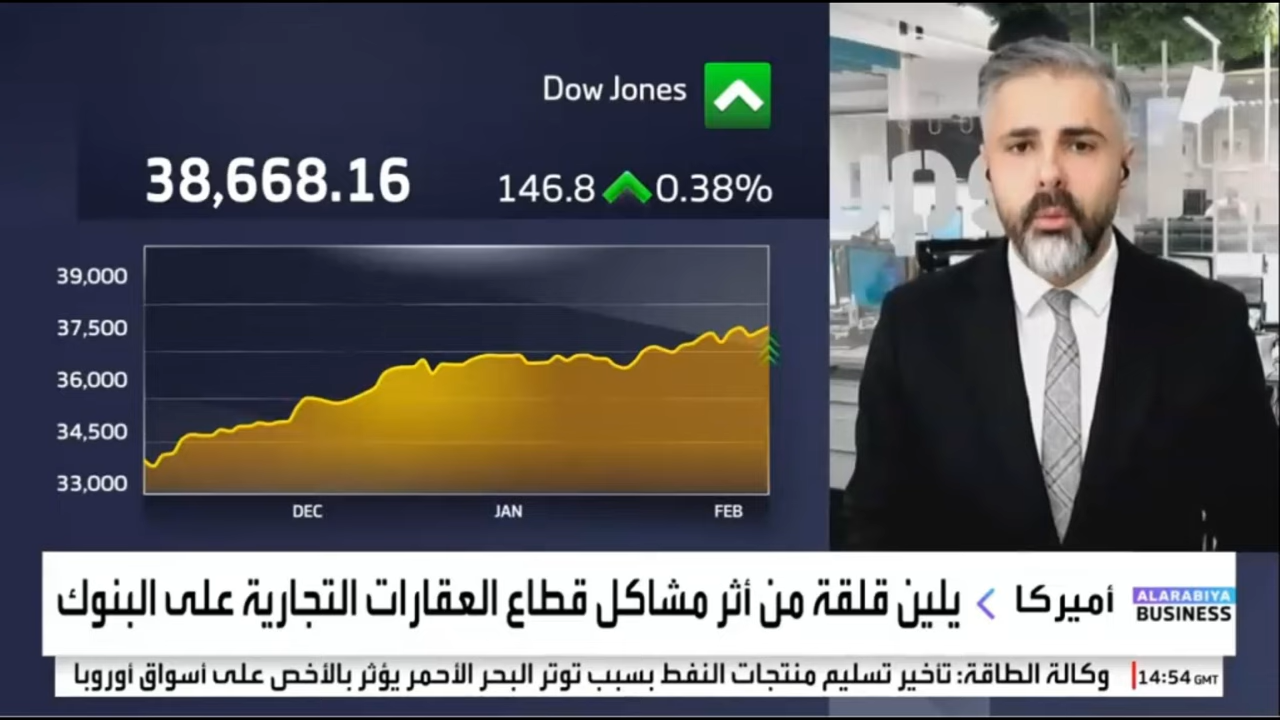 Dow Jones
38,668.16
146.8 0.38%
39,000
37,500
36,000
34,500
33,000
DEC JAN FEB
ALARABIYA
BUSINESS
أميركا
يلين قلقة من أثر مشاكل قطاع العقارات التجارية على البنوك
14:54 GMT
وكالة الطاقة: تأخير تسليم منتجات النفط بسبب توتر البحر الأحمر يؤثر بالأخص على أسواق أوروبا